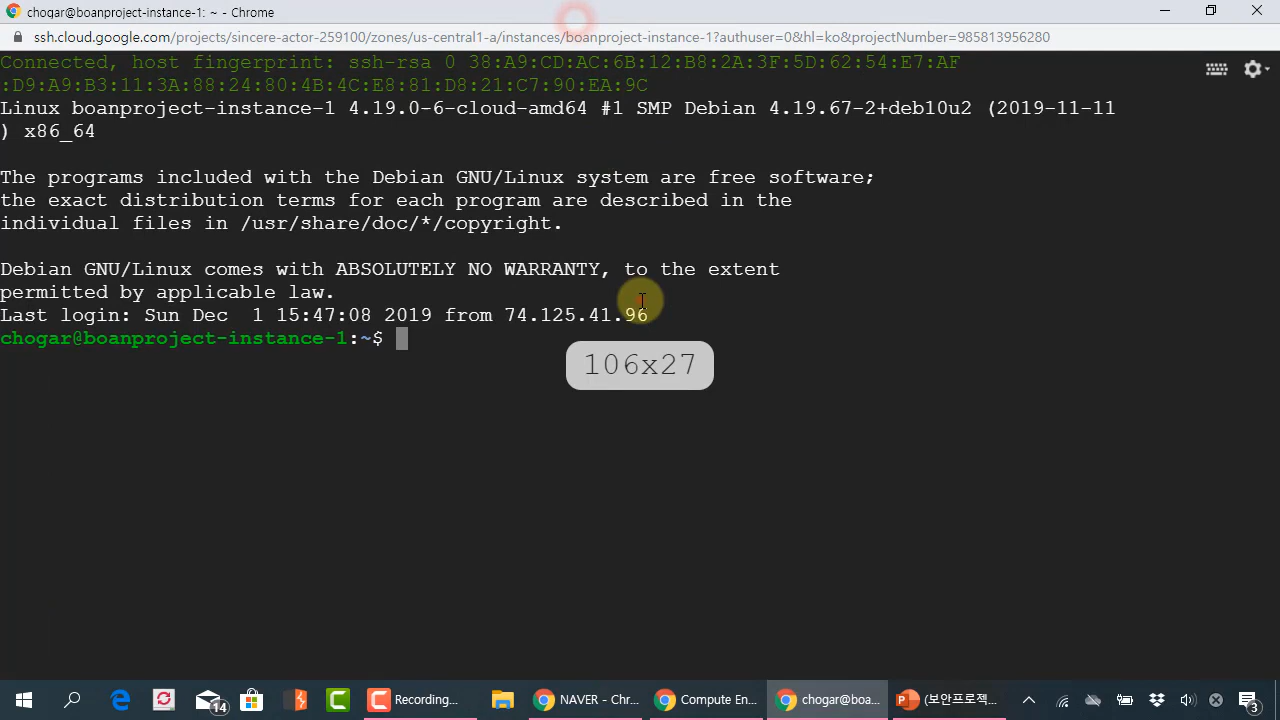 chogar@boanproject-instance-1: ~ - Chrome
ssh.cloud.google.com/projects/sincere-actor-259100/zones/us-central1-a/instances/boanproject-instance-1?authuser=0&hl=ko&projectNumber=985813956280
Connected, host fingerprint: ssh-rsa 0 38:A9:CD:AC:6B:12:B8:2A:3F:5D:62:54:E7:AF
:D9:A9:B3:11:3A:88:24:80:4B:4C:E8:81:D8:21:C7:90:EA:9C
Linux boanproject-instance-1 4.19.0-6-cloud-amd64 #1 SMP Debian 4.19.67-2+deb10u2 (2019-11-11
) x86_64
The programs included with the Debian GNU/Linux system are free software;
the exact distribution terms for each program are described in the
individual files in /usr/share/doc/*/copyright.
Debian GNU/Linux comes with ABSOLUTELY NO WARRANTY, to the extent
permitted by applicable law.
Last login: Sun Dec  1 15:47:08 2019 from 74.125.41.96
chogar@boanproject-instance-1:~$
106x27
14
Recording...
NAVER - Chr...
Compute En...
chogar@boa...
(보안프로젝...
3